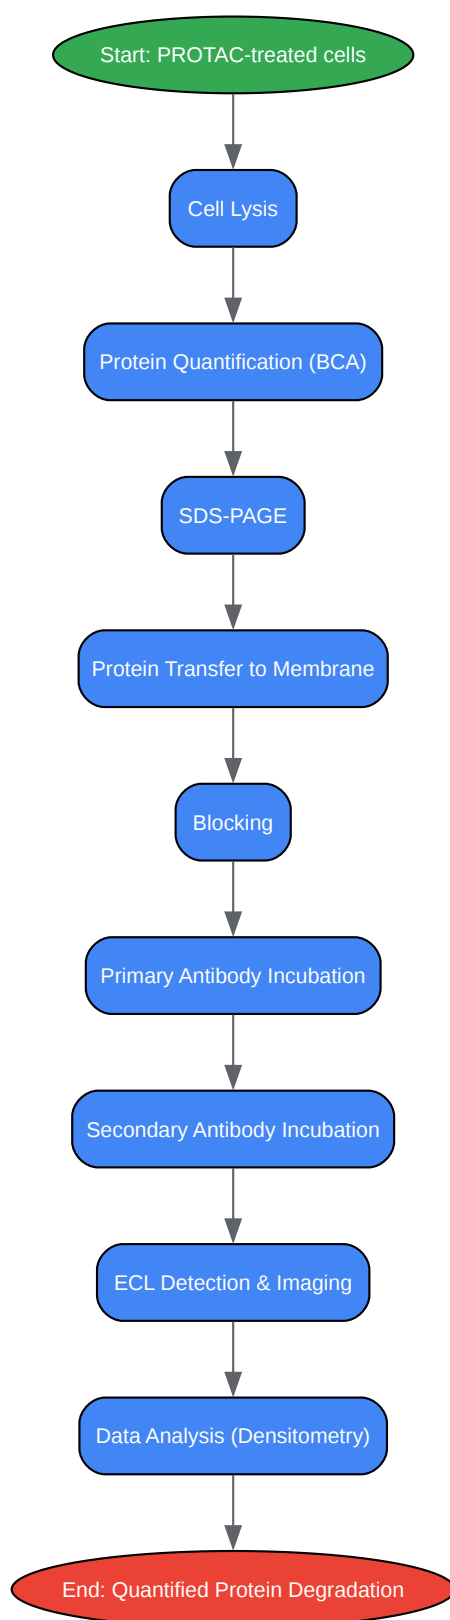 Start: PROTAC-treated cells
Cell Lysis
Protein Quantification (BCA)
SDS-PAGE
Protein Transfer to Membrane
Blocking
Primary Antibody Incubation
Secondary Antibody Incubation
ECL Detection & Imaging
Data Analysis (Densitometry)
End: Quantified Protein Degradation